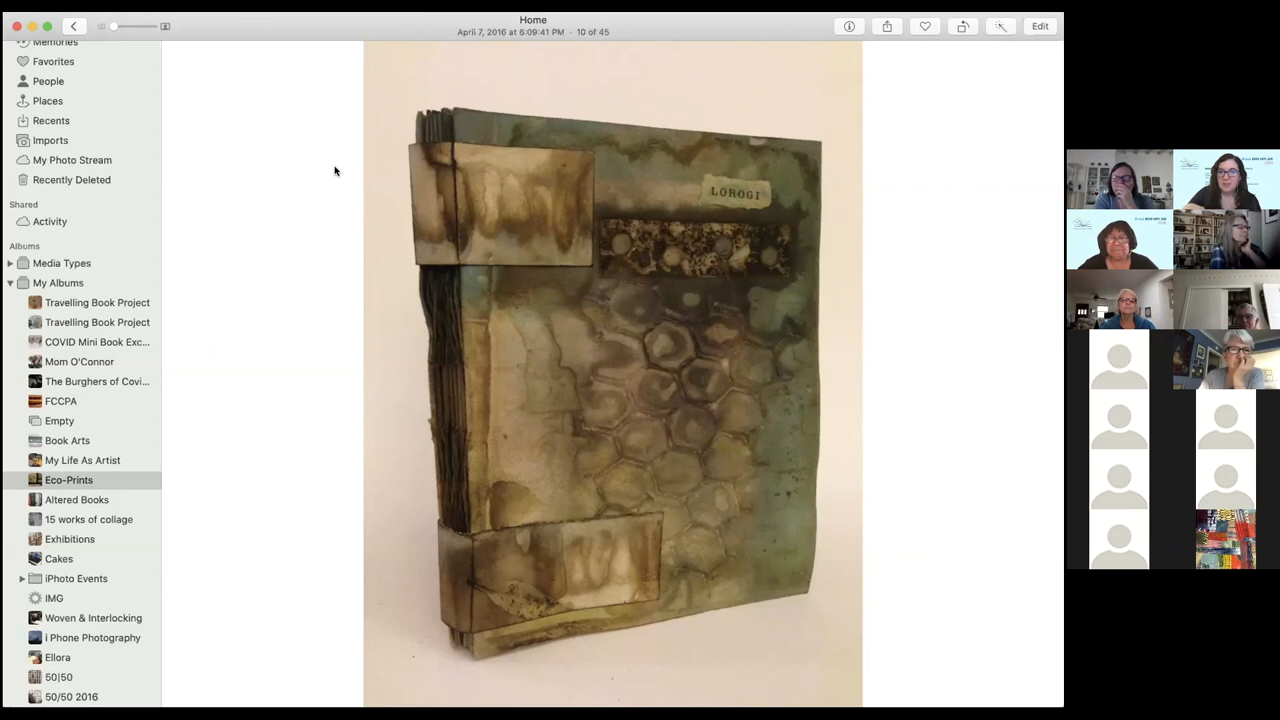 Home
April 7, 2016 at 6:09:41 PM · 10 of 45
Edit
Memories
Favorites
People
Places
Recents
Imports
My Photo Stream
Recently Deleted
Shared
Activity
Albums
Media Types
My Albums
Travelling Book Project
Travelling Book Project
COVID Mini Book Exc...
Mom O'Connor
The Burghers of Covi...
FCCPA
Empty
Book Arts
My Life As Artist
Eco-Prints
Altered Books
15 works of collage
Exhibitions
Cakes
iPhoto Events
IMG
Woven & Interlocking
i Phone Photography
Ellora
50|50
50/50 2016
LOROGI